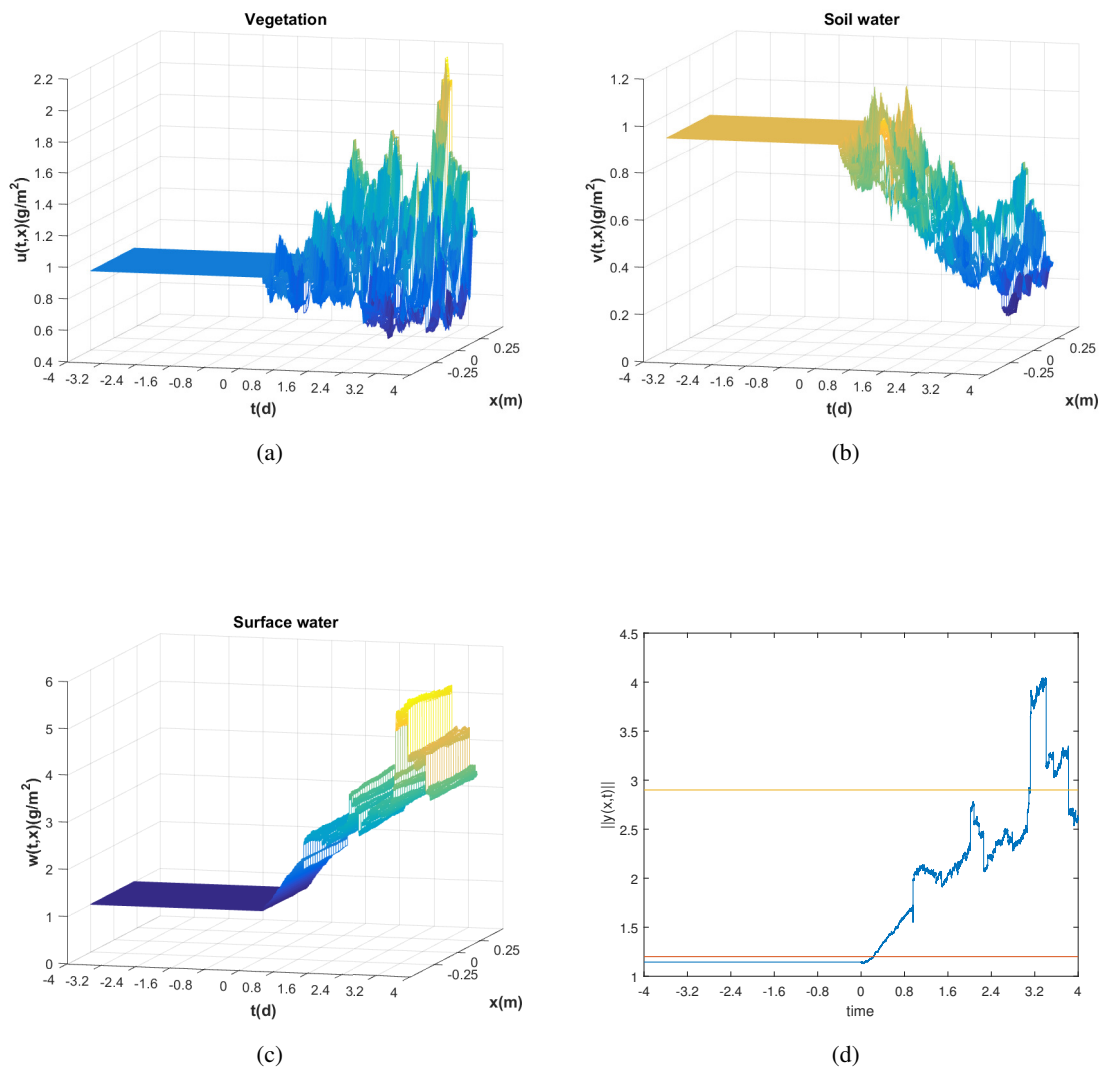 Vegetation
2.2
2
1.8
1.6
1.4
1.2
1
0.8
0.6
0.4
u(t,x)(g/m²)
-4 -3.2 -2.4 -1.6 -0.8 0 0.8 1.6 2.4 3.2 4
t(d)
-0.25 0 0.25
x(m)
(a)
Soil water
1.2
1
0.8
0.6
0.4
0.2
0
v(t,x)(g/m²)
-4 -3.2 -2.4 -1.6 -0.8 0 0.8 1.6 2.4 3.2 4
t(d)
-0.25 0 0.25
x(m)
(b)
Surface water
6
5
4
3
2
1
0
w(t,x)(g/m²)
-4 -3.2 -2.4 -1.6 -0.8 0 0.8 1.6 2.4 3.2 4
t(d)
-0.25 0 0.25
x(m)
(c)
4.5
4
3.5
3
2.5
2
1.5
1
||y(x,t)||
-4 -3.2 -2.4 -1.6 -0.8 0 0.8 1.6 2.4 3.2 4
time
(d)